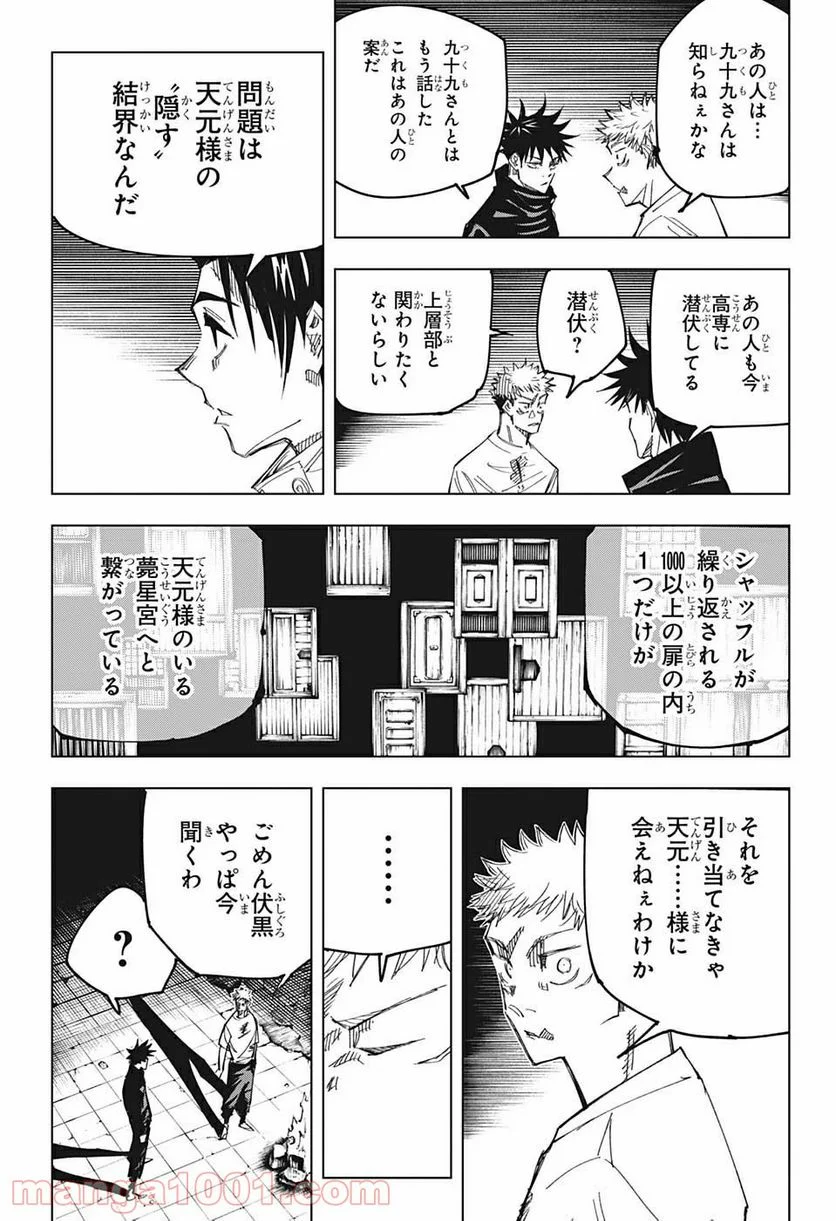 あの人は…
九十九さんは
知らねぇかな
九十九さんとは
もう話した
これはあの人の
案だ
問題は
天元様の
〝隠す〟
結界なんだ
あの人も今
高専に
潜伏してる
潜伏?
上層部と
関わりたく
ないらしい
シャッフルが
繰り返される
1000以上の扉の内
1つだけが
天元様のいる
薨星宮へと
繋がっている
それを
引き当てなきゃ
天元……様に
会えねぇわけか
……
ごめん伏黒
やっぱ今
聞くわ
?
manga1001.com